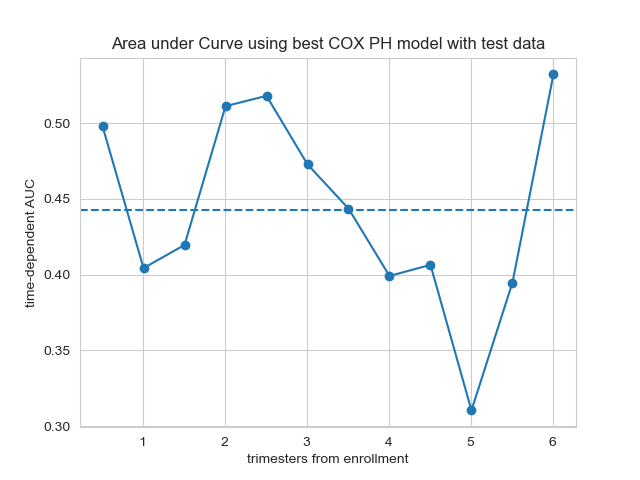 Area under Curve using best COX PH model with test data
time-dependent AUC
0.50
0.45
0.40
0.35
0.30
1 2 3 4 5 6
trimesters from enrollment